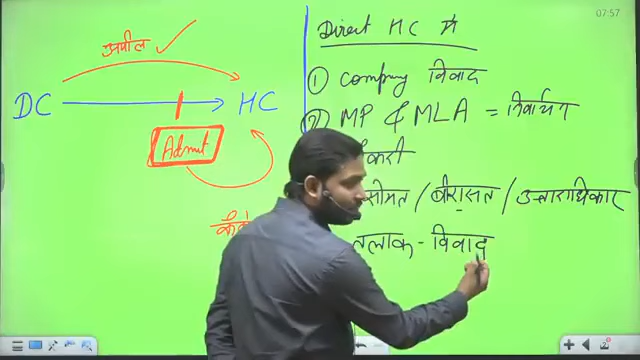 07:57
Direct HC में
अपील
① Company विवाद
DC HC
② MP & MLA = निर्वाचन
Admit
वसीयत / वीरासत / उत्तराधिकार
तलाक - विवाद